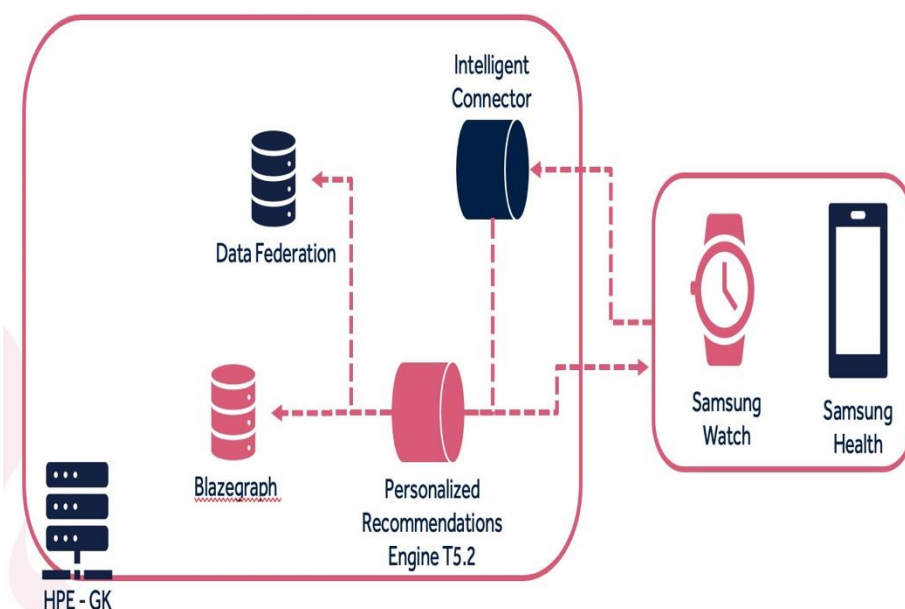 Intelligent
Connector
Data Federation
Samsung
Watch
Samsung
Health
Blazegraph
Personalized
Recommendations
Engine T5.2
HPE - GK